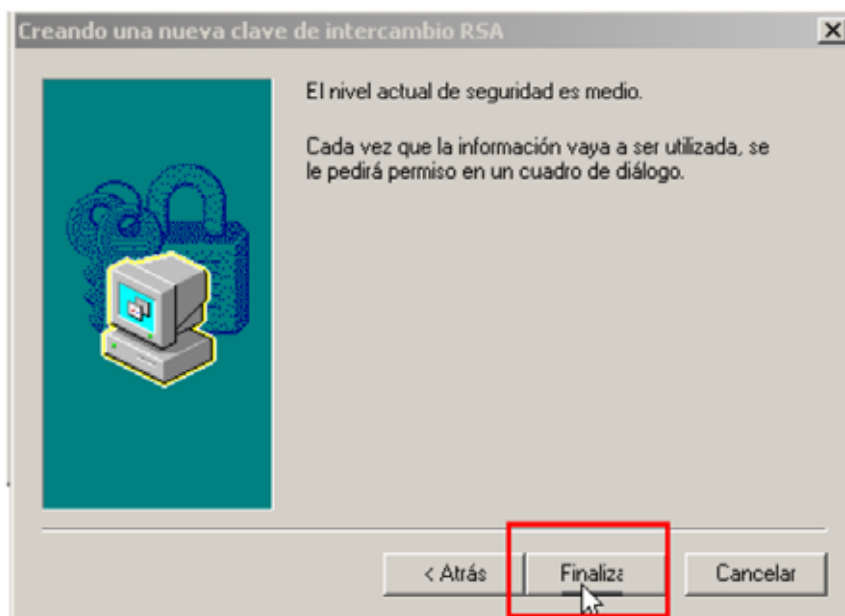 Creando una nueva clave de intercambio RSA
El nivel actual de seguridad es medio.
Cada vez que la información vaya a ser utilizada, se
le pedirá permiso en un cuadro de diálogo.
< Atrás
Finaliza
Cancelar